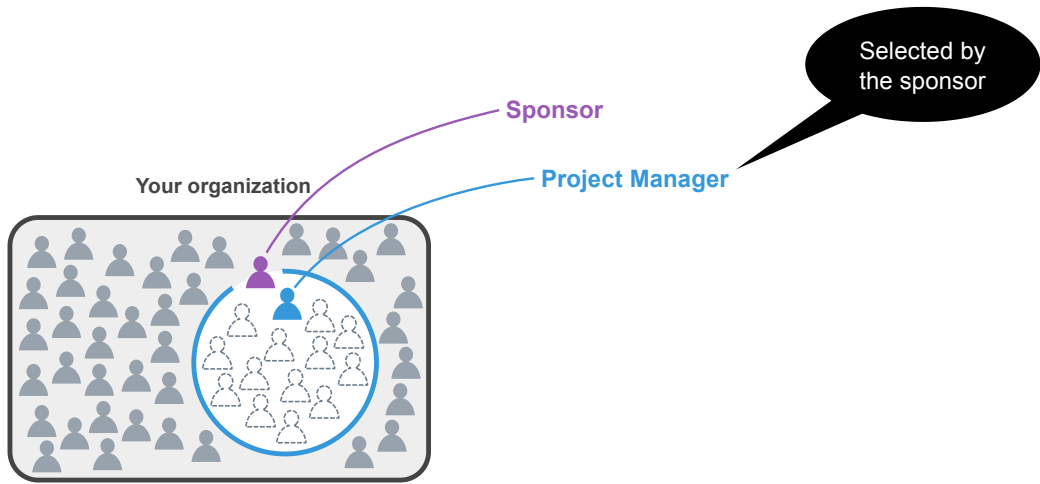 Selected by
the sponsor
Sponsor
Project Manager
Your organization